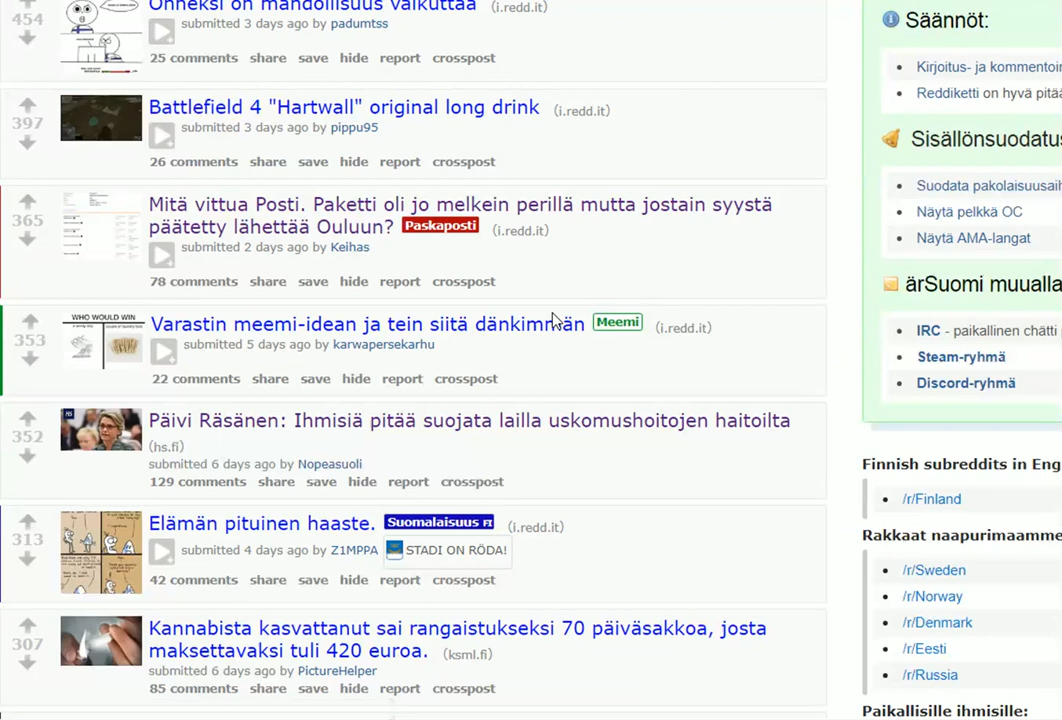 Onneksi on mahdollisuus vaikuttaa (i.redd.it)
454
submitted 3 days ago by padumtss
25 comments share save hide report crosspost
Battlefield 4 "Hartwall" original long drink (i.redd.it)
397
submitted 3 days ago by pippu95
26 comments share save hide report crosspost
Mitä vittua Posti. Paketti oli jo melkein perillä mutta jostain syystä
365
päätetty lähettää Ouluun? Paskaposti (i.redd.it)
submitted 2 days ago by Keihas
78 comments share save hide report crosspost
WHO WOULD WIN
Varastin meemi-idean ja tein siitä dänkimmän Meemi (i.redd.it)
353
submitted 5 days ago by karwapersekarhu
22 comments share save hide report crosspost
HS
Päivi Räsänen: Ihmisiä pitää suojata lailla uskomushoitojen haitoilta
352
(hs.fi)
submitted 6 days ago by Nopeasuoli
129 comments share save hide report crosspost
Elämän pituinen haaste. Suomalaisuus FI (i.redd.it)
313
submitted 4 days ago by Z1MPPA STADI ON RÖDA!
42 comments share save hide report crosspost
Kannabista kasvattanut sai rangaistukseksi 70 päiväsakkoa, josta
307
maksettavaksi tuli 420 euroa. (ksml.fi)
submitted 6 days ago by PictureHelper
85 comments share save hide report crosspost
Säännöt:
Kirjoitus- ja kommentoin
Reddiketti on hyvä pitää
Sisällönsuodatus
Suodata pakolaisuusaih
Näytä pelkkä OC
Näytä AMA-langat
ärSuomi muualla
IRC - paikallinen chätti
Steam-ryhmä
Discord-ryhmä
Finnish subreddits in Eng
/r/Finland
Rakkaat naapurimaamme
/r/Sweden
/r/Norway
/r/Denmark
/r/Eesti
/r/Russia
Paikallisille ihmisille: